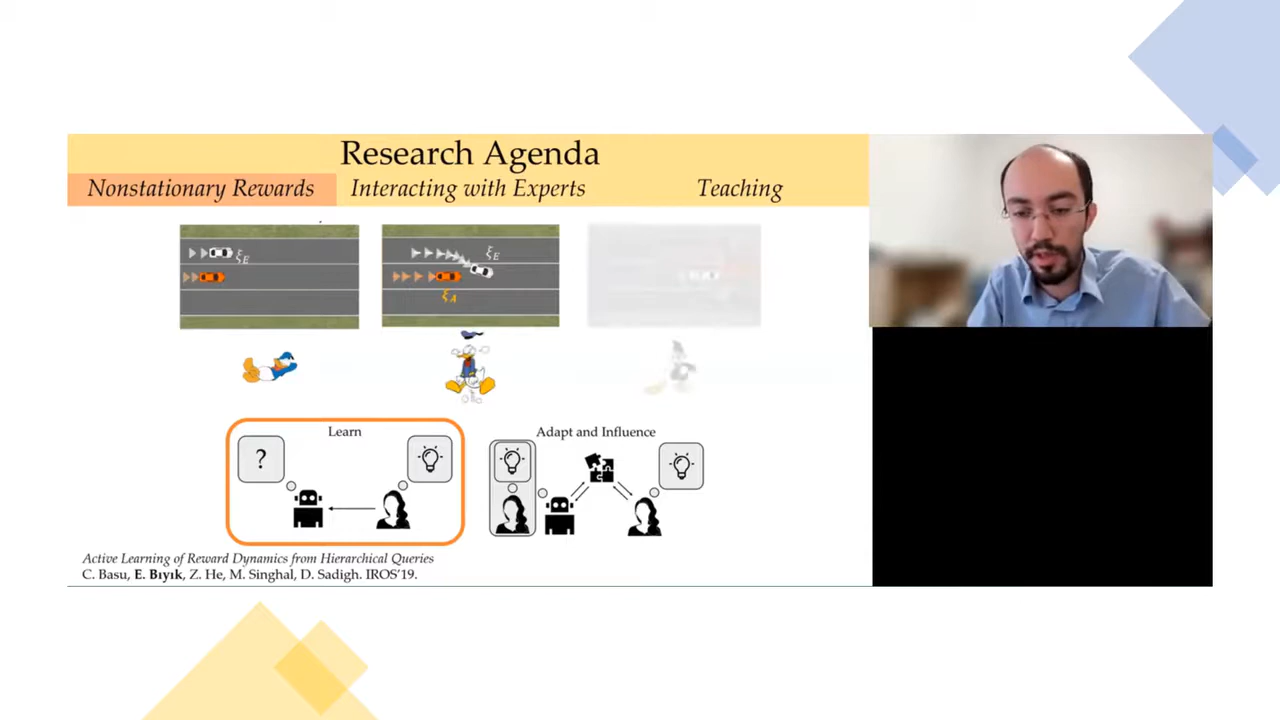 Research Agenda
Nonstationary Rewards
Interacting with Experts
Teaching
ξE
ξE
ξA
Learn
?
Adapt and Influence
Active Learning of Reward Dynamics from Hierarchical Queries
C. Basu, E. Bıyık, Z. He, M. Singhal, D. Sadigh. IROS'19.